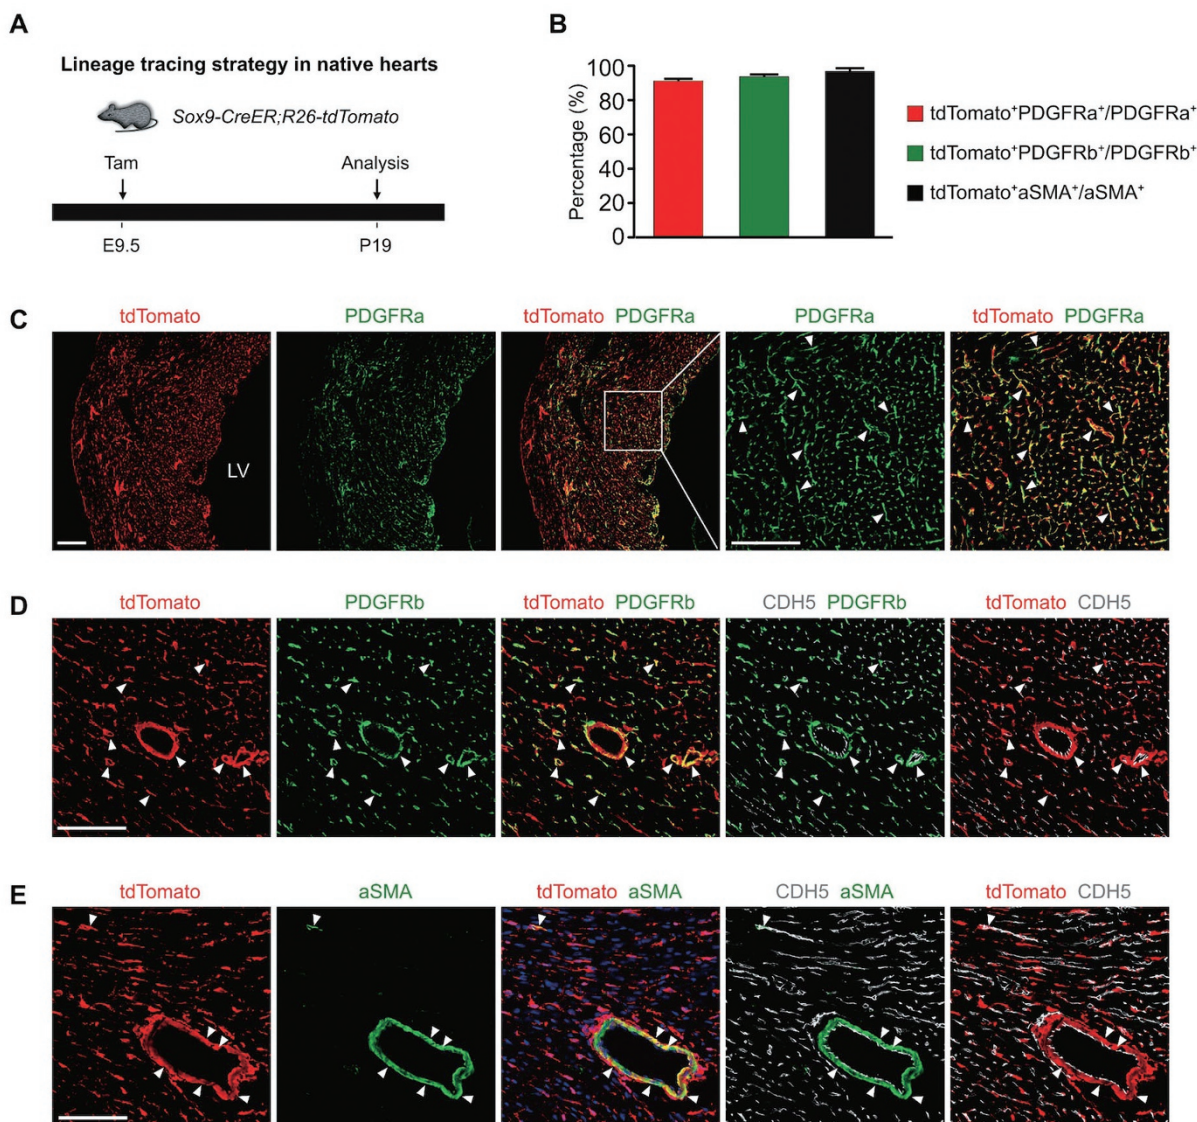 A
Lineage tracing strategy in native hearts
Sox9-CreER;R26-tdTomato
Tam
Analysis
E9.5
P19
B
Percentage (%)
100
80
60
40
20
0
tdTomato⁺PDGFRa⁺/PDGFRa⁺
tdTomato⁺PDGFRb⁺/PDGFRb⁺
tdTomato⁺aSMA⁺/aSMA⁺
C
tdTomato
PDGFRa
tdTomato PDGFRa
PDGFRa
tdTomato PDGFRa
LV
D
tdTomato
PDGFRb
tdTomato PDGFRb
CDH5 PDGFRb
tdTomato CDH5
E
tdTomato
aSMA
tdTomato aSMA
CDH5 aSMA
tdTomato CDH5